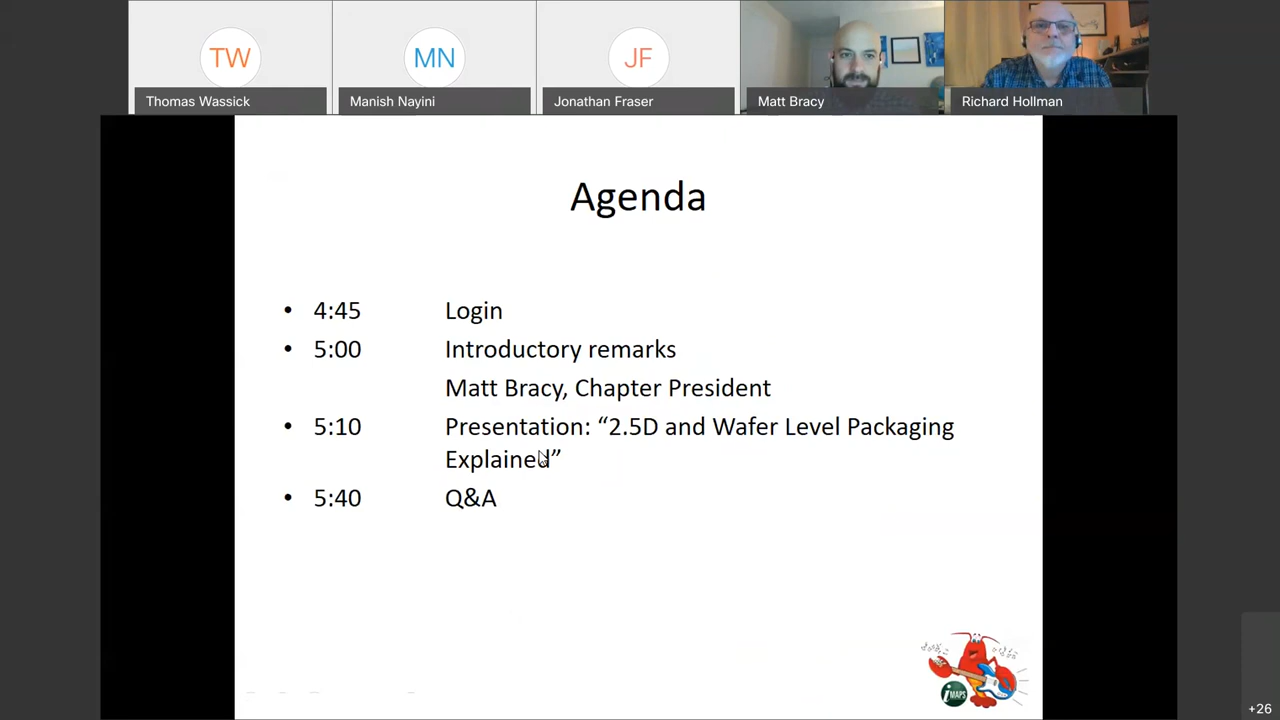 TW
MN
JF
Thomas Wassick
Manish Nayini
Jonathan Fraser
Matt Bracy
Richard Hollman
Agenda
• 4:45 Login
• 5:00 Introductory remarks
Matt Bracy, Chapter President
• 5:10 Presentation: “2.5D and Wafer Level Packaging
Explained”
• 5:40 Q&A
iMAPS
+26